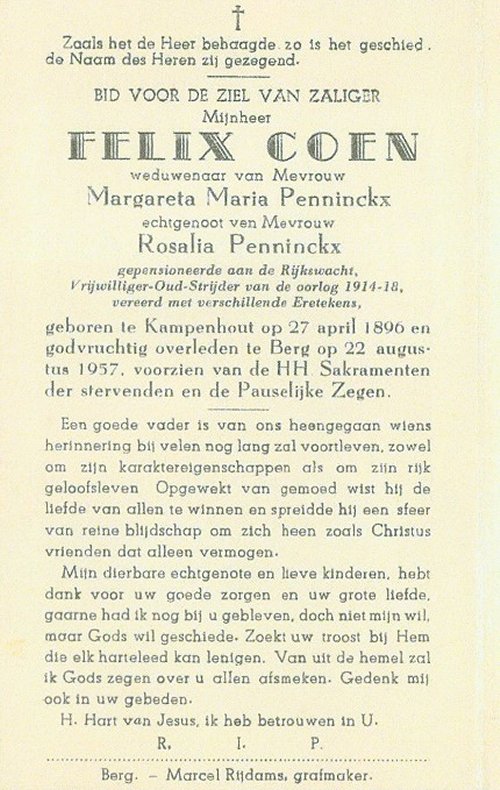 Zaals het de Heer behaagde zo is het geschied.
de Naam des Heren zij gezegend.
BID VOOR DE ZIEL VAN ZALIGER
Mijnheer
FELIX COEN
weduwenaar van Mevrouw
Margareta Maria Penninckx
echtgenoot ven Mevrouw
Rosalia Penninckx
gepensioneerde aan de Rijkswacht,
Vrijwilliger-Oud-Strijder van de oorlog 1914-18,
vereerd met verschillende Eretekens,
geboren te Kampenhout op 27 april 1896 en
godvruchtig overleden te Berg op 22 augus-
tus 1957, voorzien van de HH Sakramenten
der stervenden en de Pauselijke Zegen.
Een goede vader is van ons heengegaan wiens
herinnering bij velen nog lang zal voortleven, zowel
om zijn karaktereigenschappen als om zijn rijk
geloofsleven Opgewekt van gemoed wist hij de
liefde van allen te winnen en spreidde hij een sfeer
van reine blijdschap om zich heen zoals Christus
vrienden dat alleen vermogen.
Mijn dierbare echtgenote en lieve kinderen, hebt
dank voor uw goede zorgen en uw grote liefde,
gaarne had ik nog bij u gebleven, doch niet mijn wil,
maar Gods wil geschiede. Zoekt uw troost bij Hem
die elk harteleed kan lenigen. Van uit de hemel zal
ik Gods zegen over u allen afsmeken. Gedenk mij
ook in uw gebeden.
H. Hart van Jesus, ik heb betrouwen in U.
R. I. P.
Berg. - Marcel Rijdams, grafmaker.